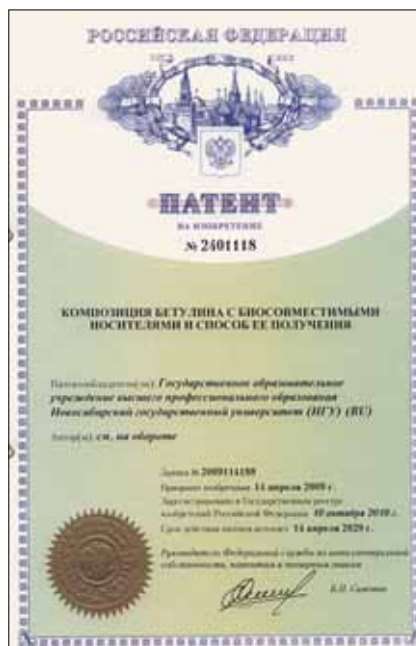 РОССИЙСКАЯ ФЕДЕРАЦИЯ
ПАТЕНТ
НА ИЗОБРЕТЕНИЕ
№ 2401118
КОМПОЗИЦИЯ БЕТУЛИНА С БИОСОВМЕСТИМЫМИ
НОСИТЕЛЯМИ И СПОСОБ ЕЕ ПОЛУЧЕНИЯ
Патентообладатель(ли): Государственное образовательное
учреждение высшего профессионального образования
Новосибирский государственный университет (НГУ) (RU)
Автор(ы): см. на обороте
Заявка № 2009114188
Приоритет изобретения 14 апреля 2009 г.
Зарегистрировано в Государственном реестре
изобретений Российской Федерации 10 октября 2010 г.
Срок действия патента истекает 14 апреля 2029 г.
Руководитель Федеральной службы по интеллектуальной
собственности, патентам и товарным знакам
Б.П. Симонов